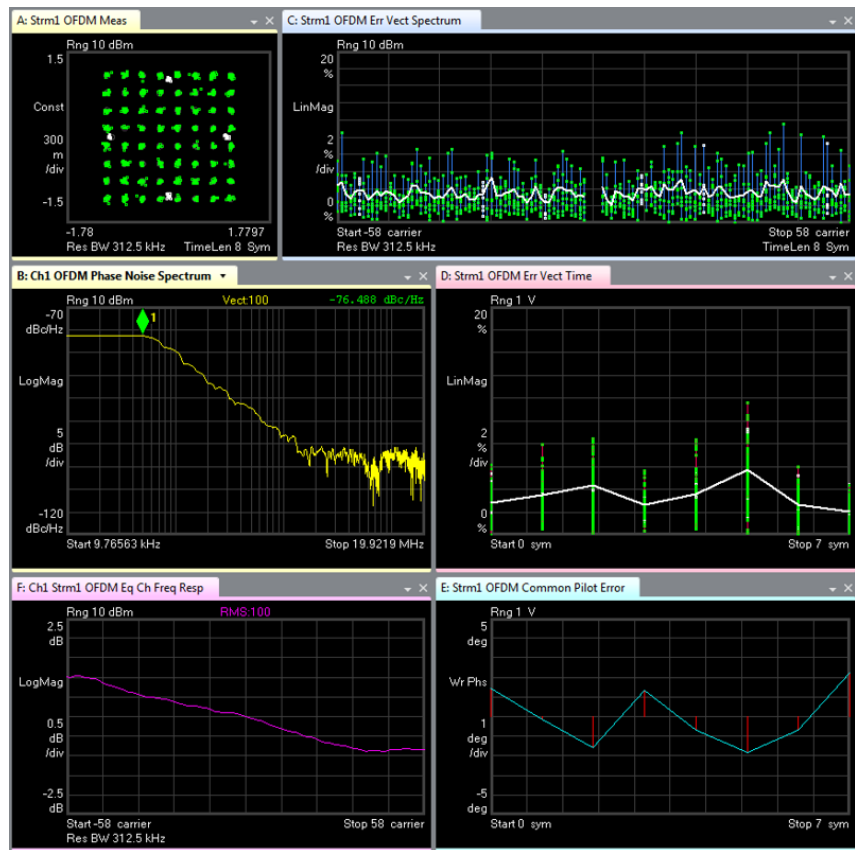 A: Strm1 OFDM Meas
Rng 10 dBm
1.5
Const
300
m
/div
-1.5
-1.78
1.7797
Res BW 312.5 kHz
TimeLen 8 Sym
C: Strm1 OFDM Err Vect Spectrum
Rng 10 dBm
20
%
LinMag
2
%
/div
0
%
Start -58 carrier
Stop 58 carrier
Res BW 312.5 kHz
TimeLen 8 Sym
B: Ch1 OFDM Phase Noise Spectrum
Rng 10 dBm
Vect:100
-76.488 dBc/Hz
-70
dBc/Hz
1
LogMag
5
dB
/div
-120
dBc/Hz
Start 9.76563 kHz
Stop 19.9219 MHz
D: Strm1 OFDM Err Vect Time
Rng 1 V
20
%
LinMag
2
%
/div
0
%
Start 0 sym
Stop 7 sym
F: Ch1 Strm1 OFDM Eq Ch Freq Resp
Rng 10 dBm
RMS:100
2.5
dB
LogMag
0.5
dB
/div
-2.5
dB
Start -58 carrier
Stop 58 carrier
Res BW 312.5 kHz
E: Strm1 OFDM Common Pilot Error
Rng 1 V
5
deg
Wr Phs
1
deg
/div
-5
deg
Start 0 sym
Stop 7 sym